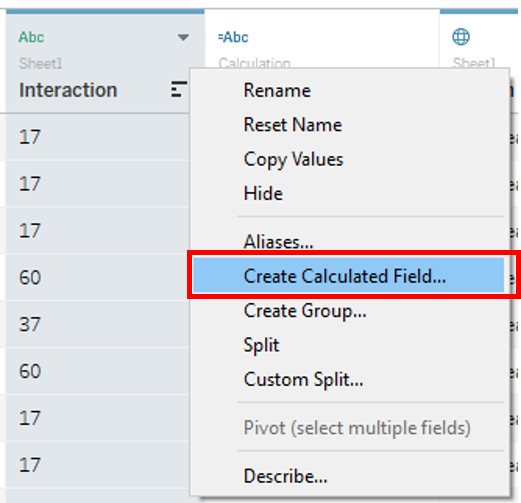 Abc
=Abc
Sheet1
Calculation
Sheet1
Interaction
17
17
17
60
37
60
17
17
Rename
Reset Name
Copy Values
Hide
Aliases...
Create Calculated Field...
Create Group...
Split
Custom Split...
Pivot (select multiple fields)
Describe...